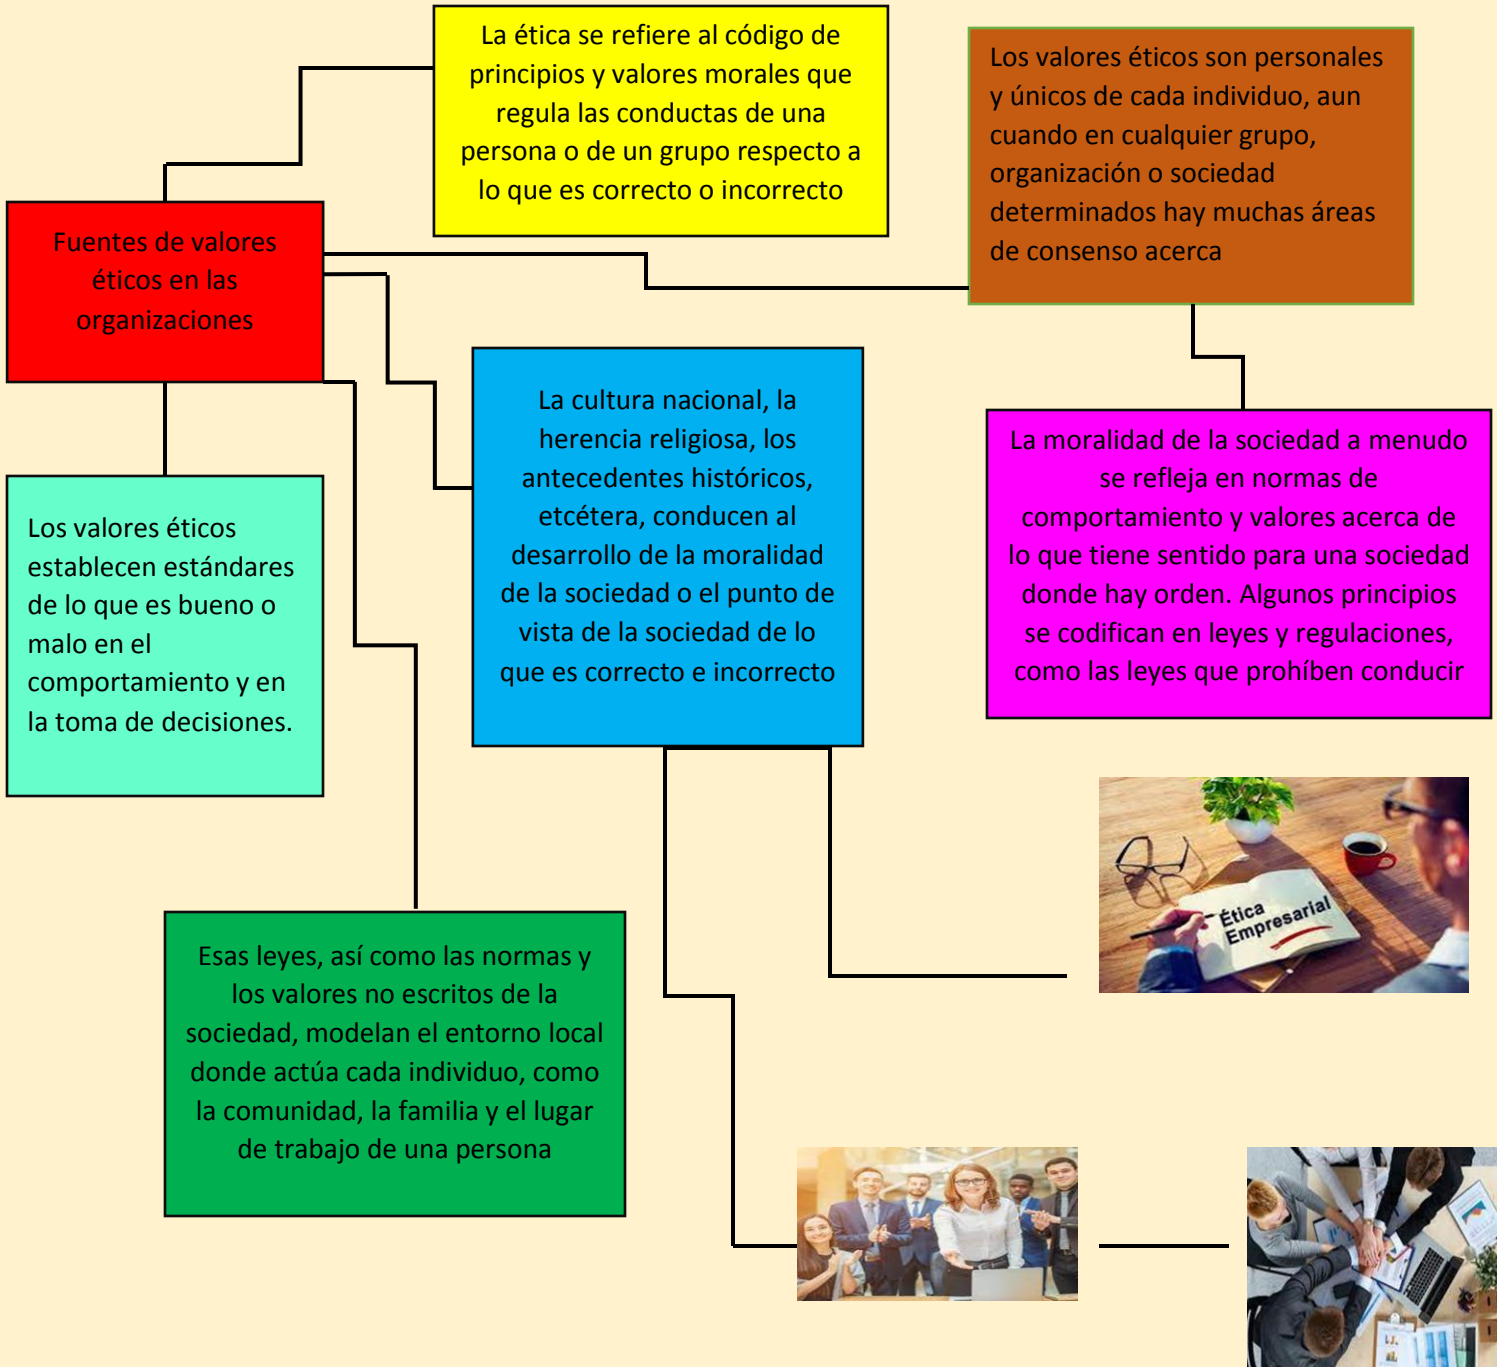 La ética se refiere al código de
principios y valores morales que
regula las conductas de una
persona o de un grupo respecto a
lo que es correcto o incorrecto
Los valores éticos son personales
y únicos de cada individuo, aun
cuando en cualquier grupo,
organización o sociedad
determinados hay muchas áreas
de consenso acerca
Fuentes de valores
éticos en las
organizaciones
La cultura nacional, la
herencia religiosa, los
antecedentes históricos,
etcétera, conducen al
desarrollo de la moralidad
de la sociedad o el punto de
vista de la sociedad de lo
que es correcto e incorrecto
La moralidad de la sociedad a menudo
se refleja en normas de
comportamiento y valores acerca de
lo que tiene sentido para una sociedad
donde hay orden. Algunos principios
se codifican en leyes y regulaciones,
como las leyes que prohíben conducir
Los valores éticos
establecen estándares
de lo que es bueno o
malo en el
comportamiento y en
la toma de decisiones.
Ética
Empresarial
Esas leyes, así como las normas y
los valores no escritos de la
sociedad, modelan el entorno local
donde actúa cada individuo, como
la comunidad, la familia y el lugar
de trabajo de una persona